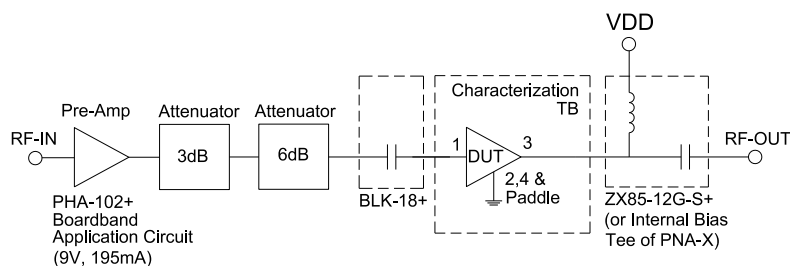 VDD
Characterization
TB
Pre-Amp
Attenuator
Attenuator
RF-IN
3dB
6dB
1
DUT
3
RF-OUT
2,4 &
Paddle
BLK-18+
PHA-102+
Boardband
Application Circuit
(9V, 195mA)
ZX85-12G-S+
(or Internal Bias
Tee of PNA-X)